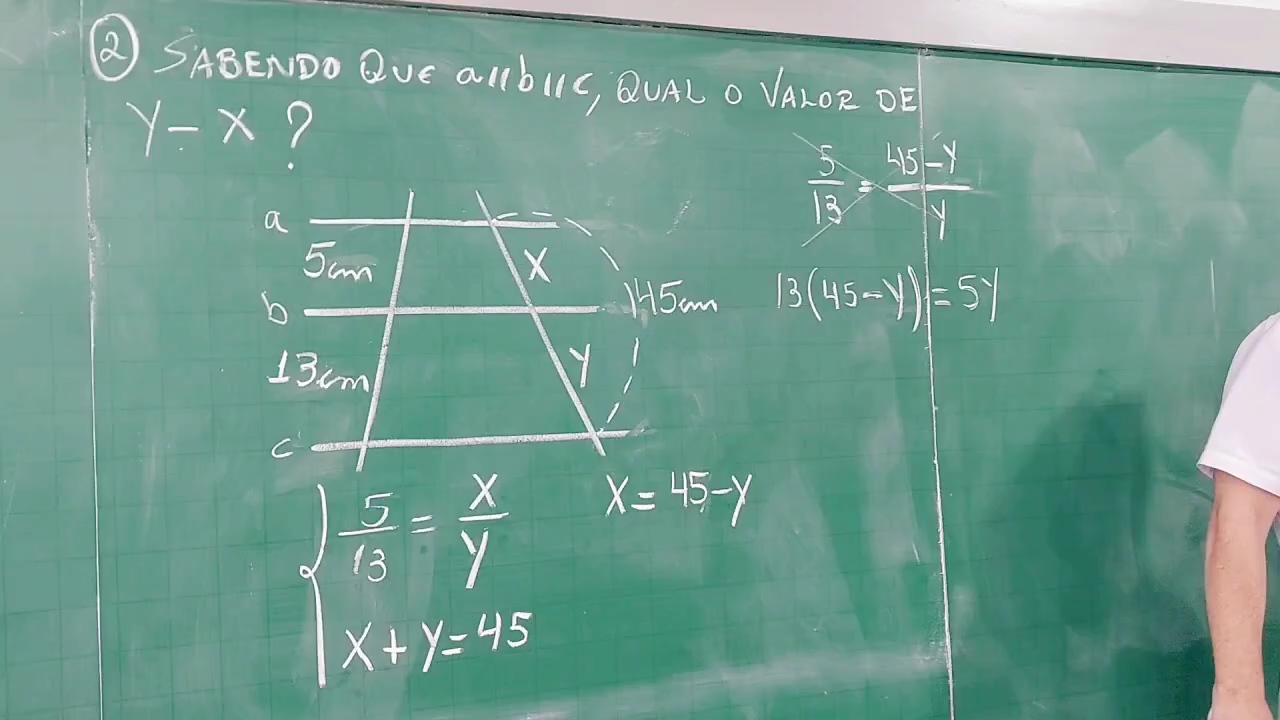 2 SABENDO QUE a//b//c, QUAL O VALOR DE
Y - X ?
a
5cm
X
b
45cm
13cm
Y
c
5/13 = X/Y
X + Y = 45
X = 45 - Y
5/13 = 45 - Y/Y
13(45 - Y) = 5Y